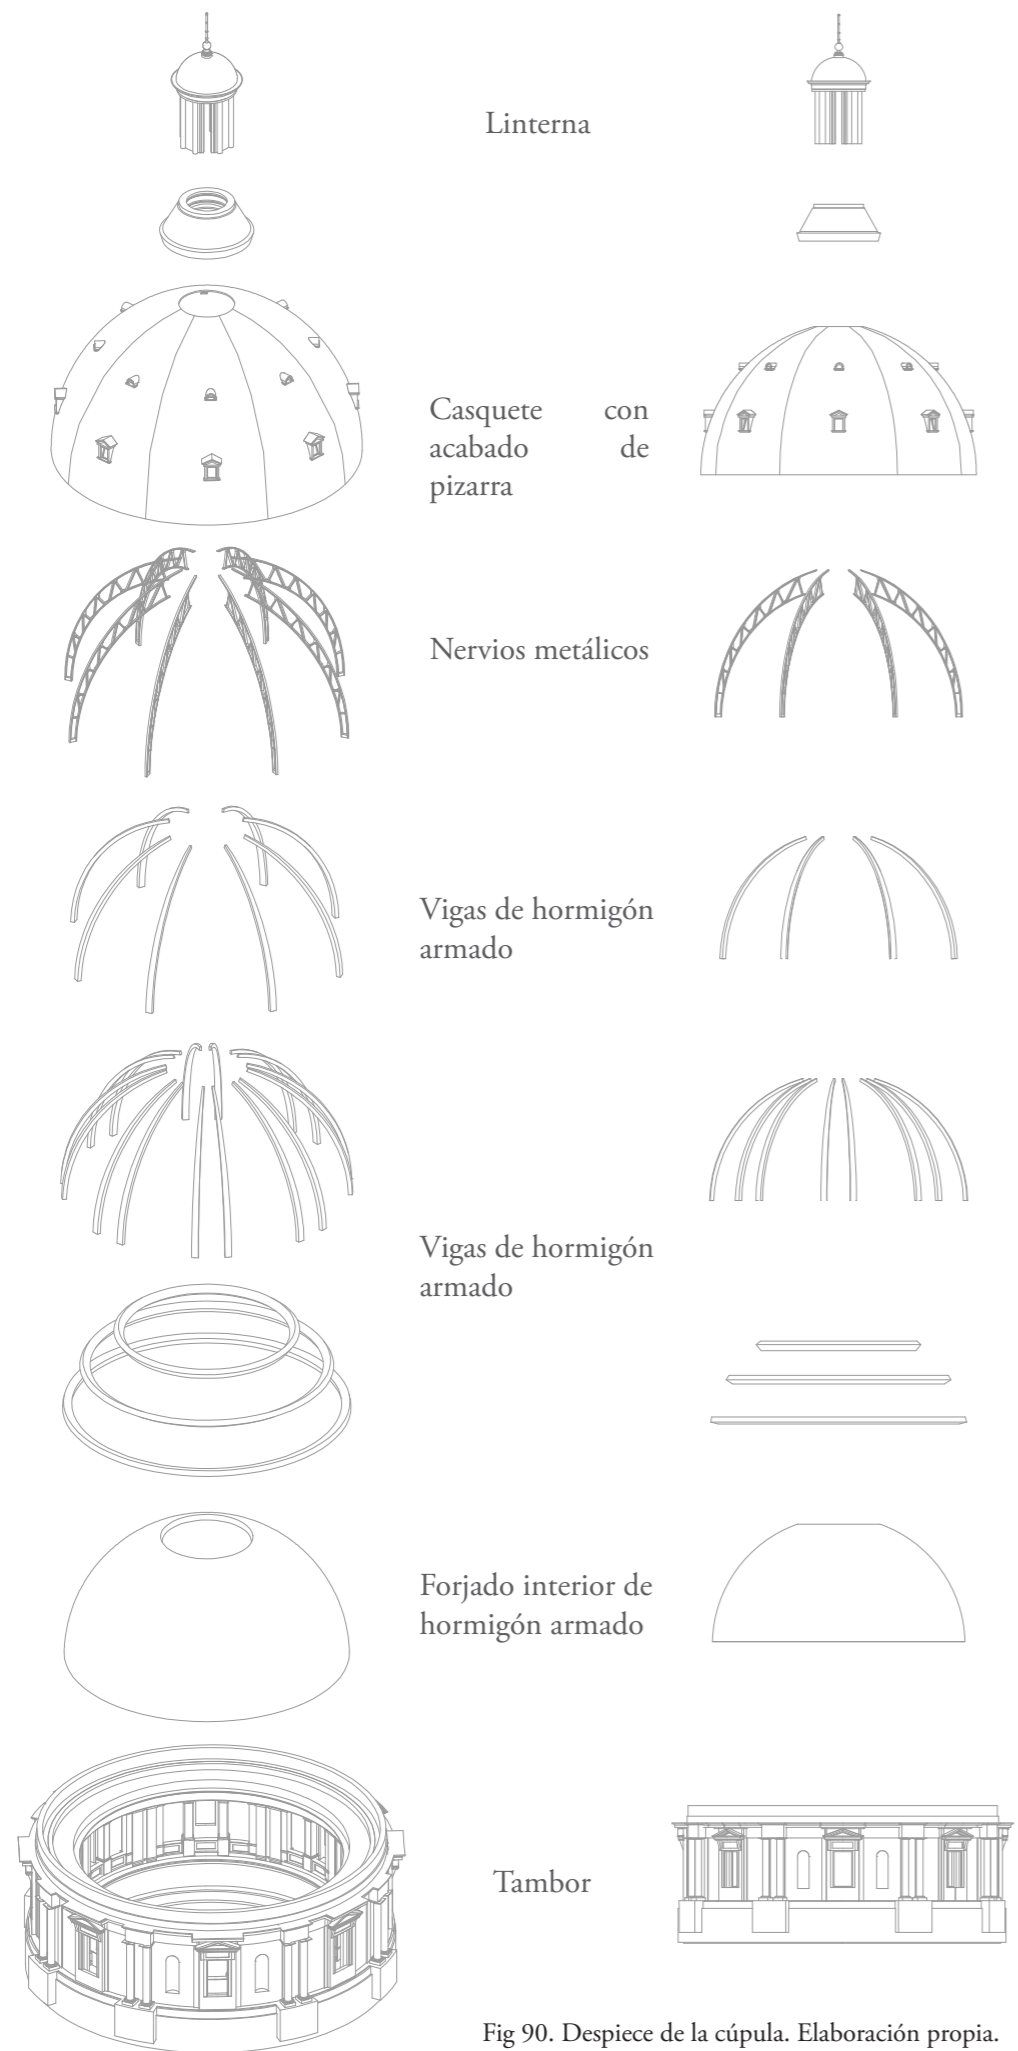 Linterna
Casquete con
acabado de
pizarra
Nervios metálicos
Vigas de hormigón
armado
Vigas de hormigón
armado
Forjado interior de
hormigón armado
Tambor
Fig 90. Despiece de la cúpula. Elaboración propia.